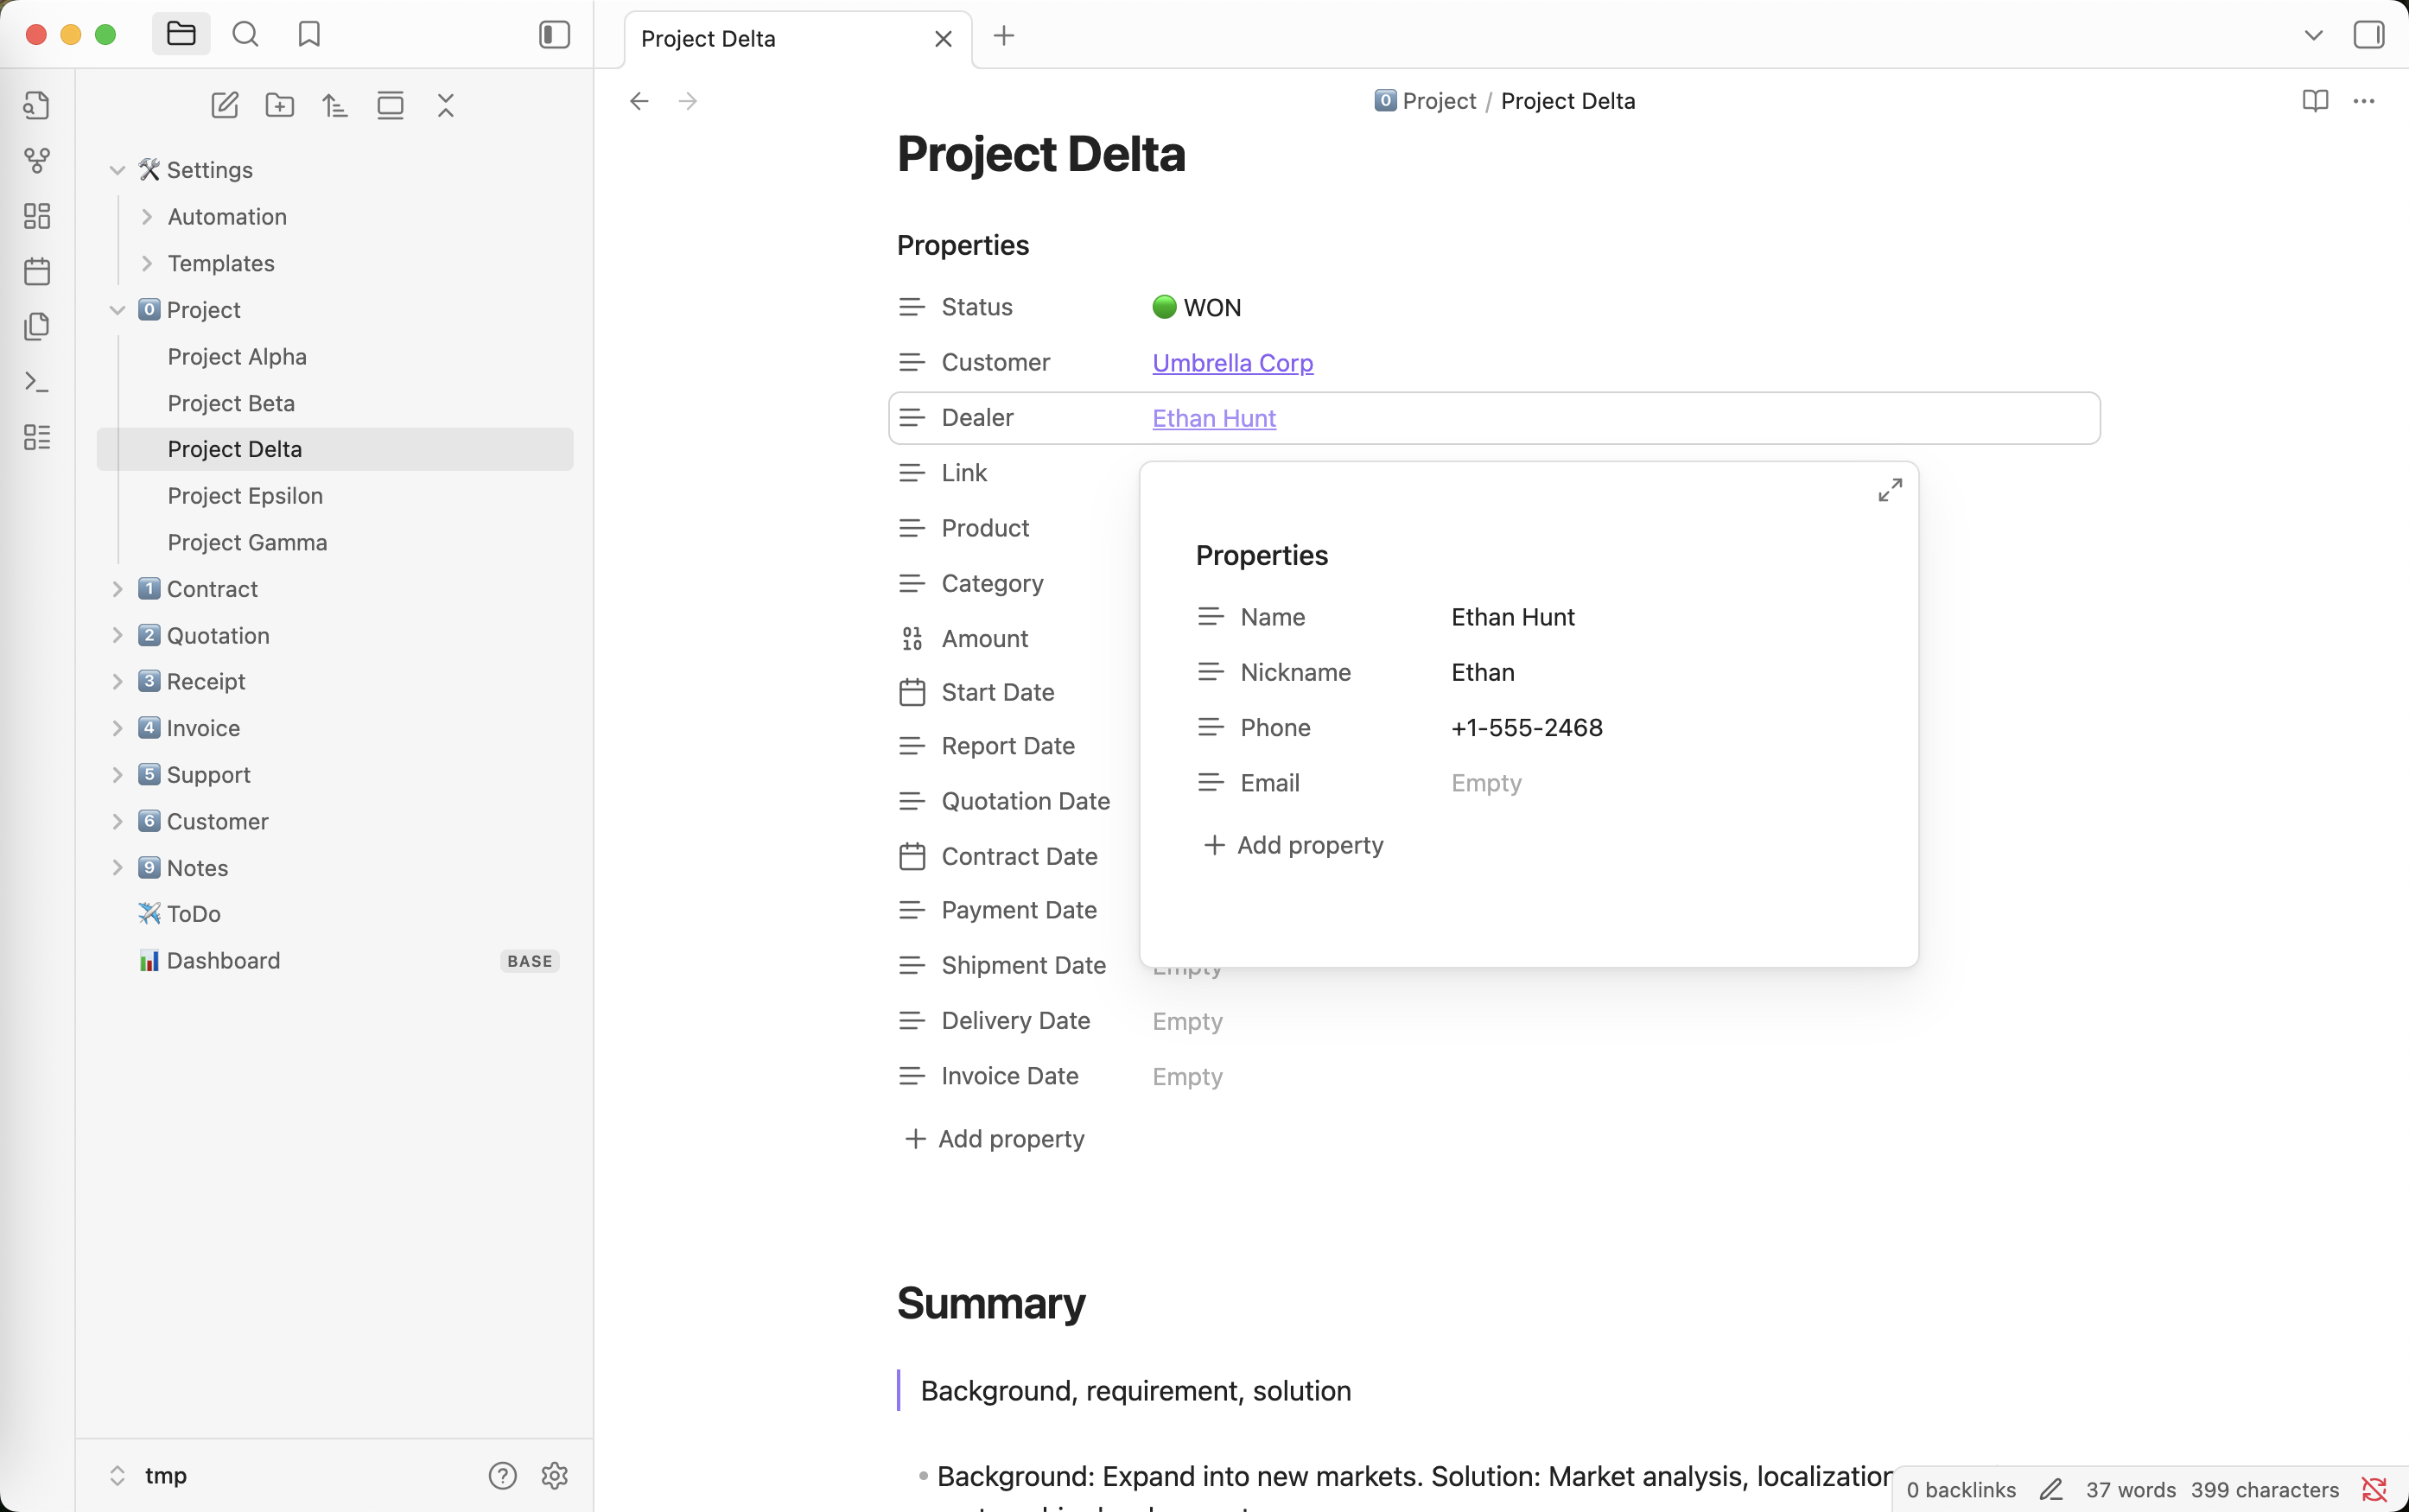 Project Delta
0 Project / Project Delta
Settings
Automation
Templates
0 Project
Project Alpha
Project Beta
Project Delta
Project Epsilon
Project Gamma
1 Contract
2 Quotation
3 Receipt
4 Invoice
5 Support
6 Customer
9 Notes
ToDo
Dashboard BASE
tmp
Project Delta
Properties
Status WON
Customer Umbrella Corp
Dealer Ethan Hunt
Link
Product
Category
Amount
Start Date
Report Date
Quotation Date
Contract Date
Payment Date
Shipment Date Empty
Delivery Date Empty
Invoice Date Empty
Add property
Properties
Name Ethan Hunt
Nickname Ethan
Phone +1-555-2468
Email Empty
Add property
Summary
Background, requirement, solution
Background: Expand into new markets. Solution: Market analysis, localization
0 backlinks 37 words 399 characters